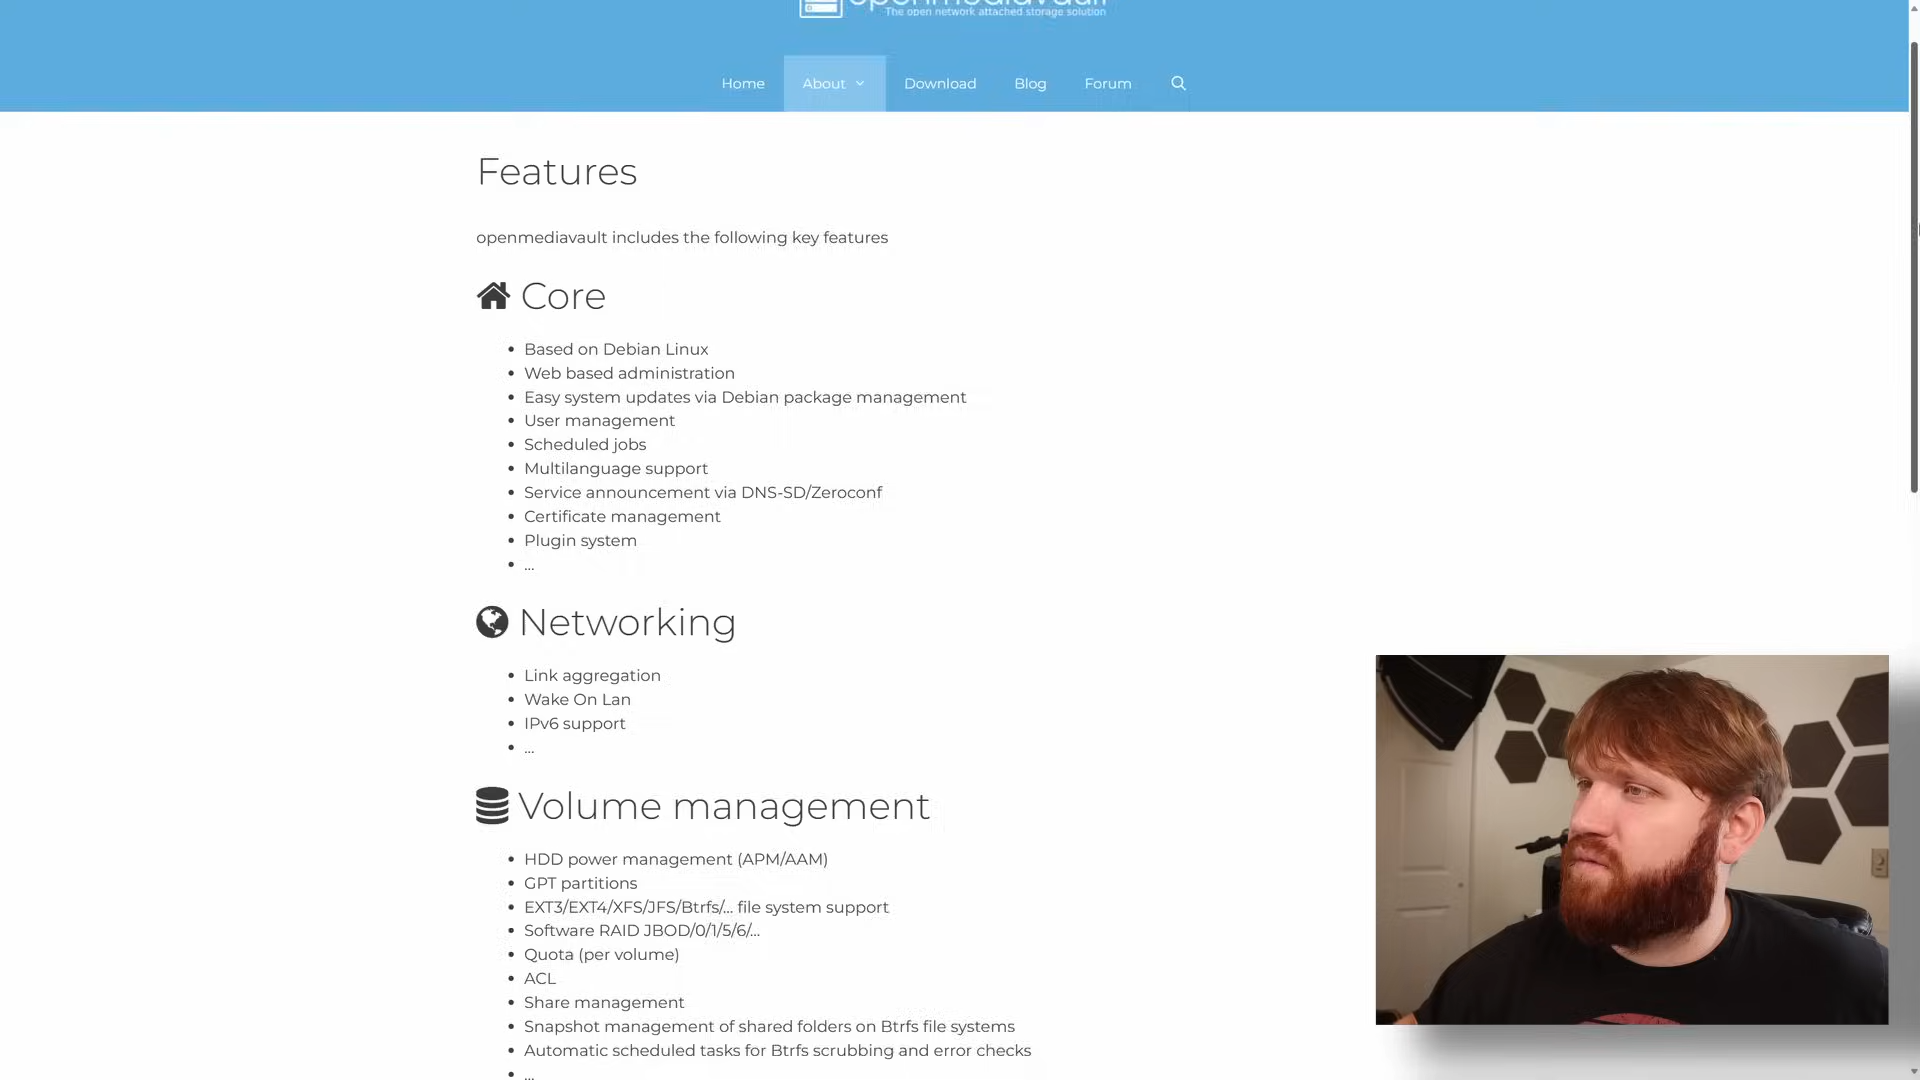 openmediavault
The open network attached storage solution
Home
About
Download
Blog
Forum
Features
openmediavault includes the following key features
Core
Based on Debian Linux
Web based administration
Easy system updates via Debian package management
User management
Scheduled jobs
Multilanguage support
Service announcement via DNS-SD/Zeroconf
Certificate management
Plugin system
...
Networking
Link aggregation
Wake On Lan
IPv6 support
...
Volume management
HDD power management (APM/AAM)
GPT partitions
EXT3/EXT4/XFS/JFS/Btrfs/... file system support
Software RAID JBOD/0/1/5/6/...
Quota (per volume)
ACL
Share management
Snapshot management of shared folders on Btrfs file systems
Automatic scheduled tasks for Btrfs scrubbing and error checks
...